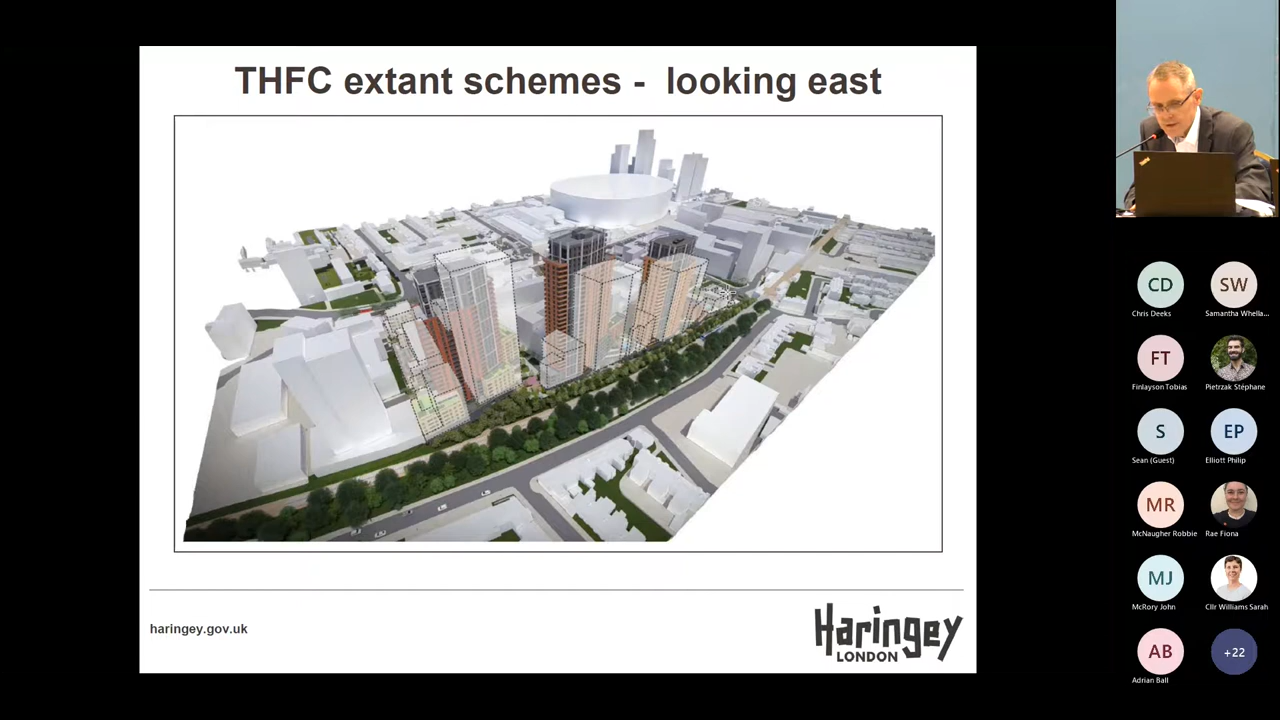 THFC extant schemes - looking east
haringey.gov.uk
Haringey
LONDON
CD
Chris Deeks
SW
Samantha Whella...
FT
Finlayson Tobias
Pietrzak Stéphane
S
Sean (Guest)
EP
Elliott Philip
MR
McNaugher Robbie
Rae Fiona
MJ
McRory John
Cllr Williams Sarah
AB
Adrian Ball
+22